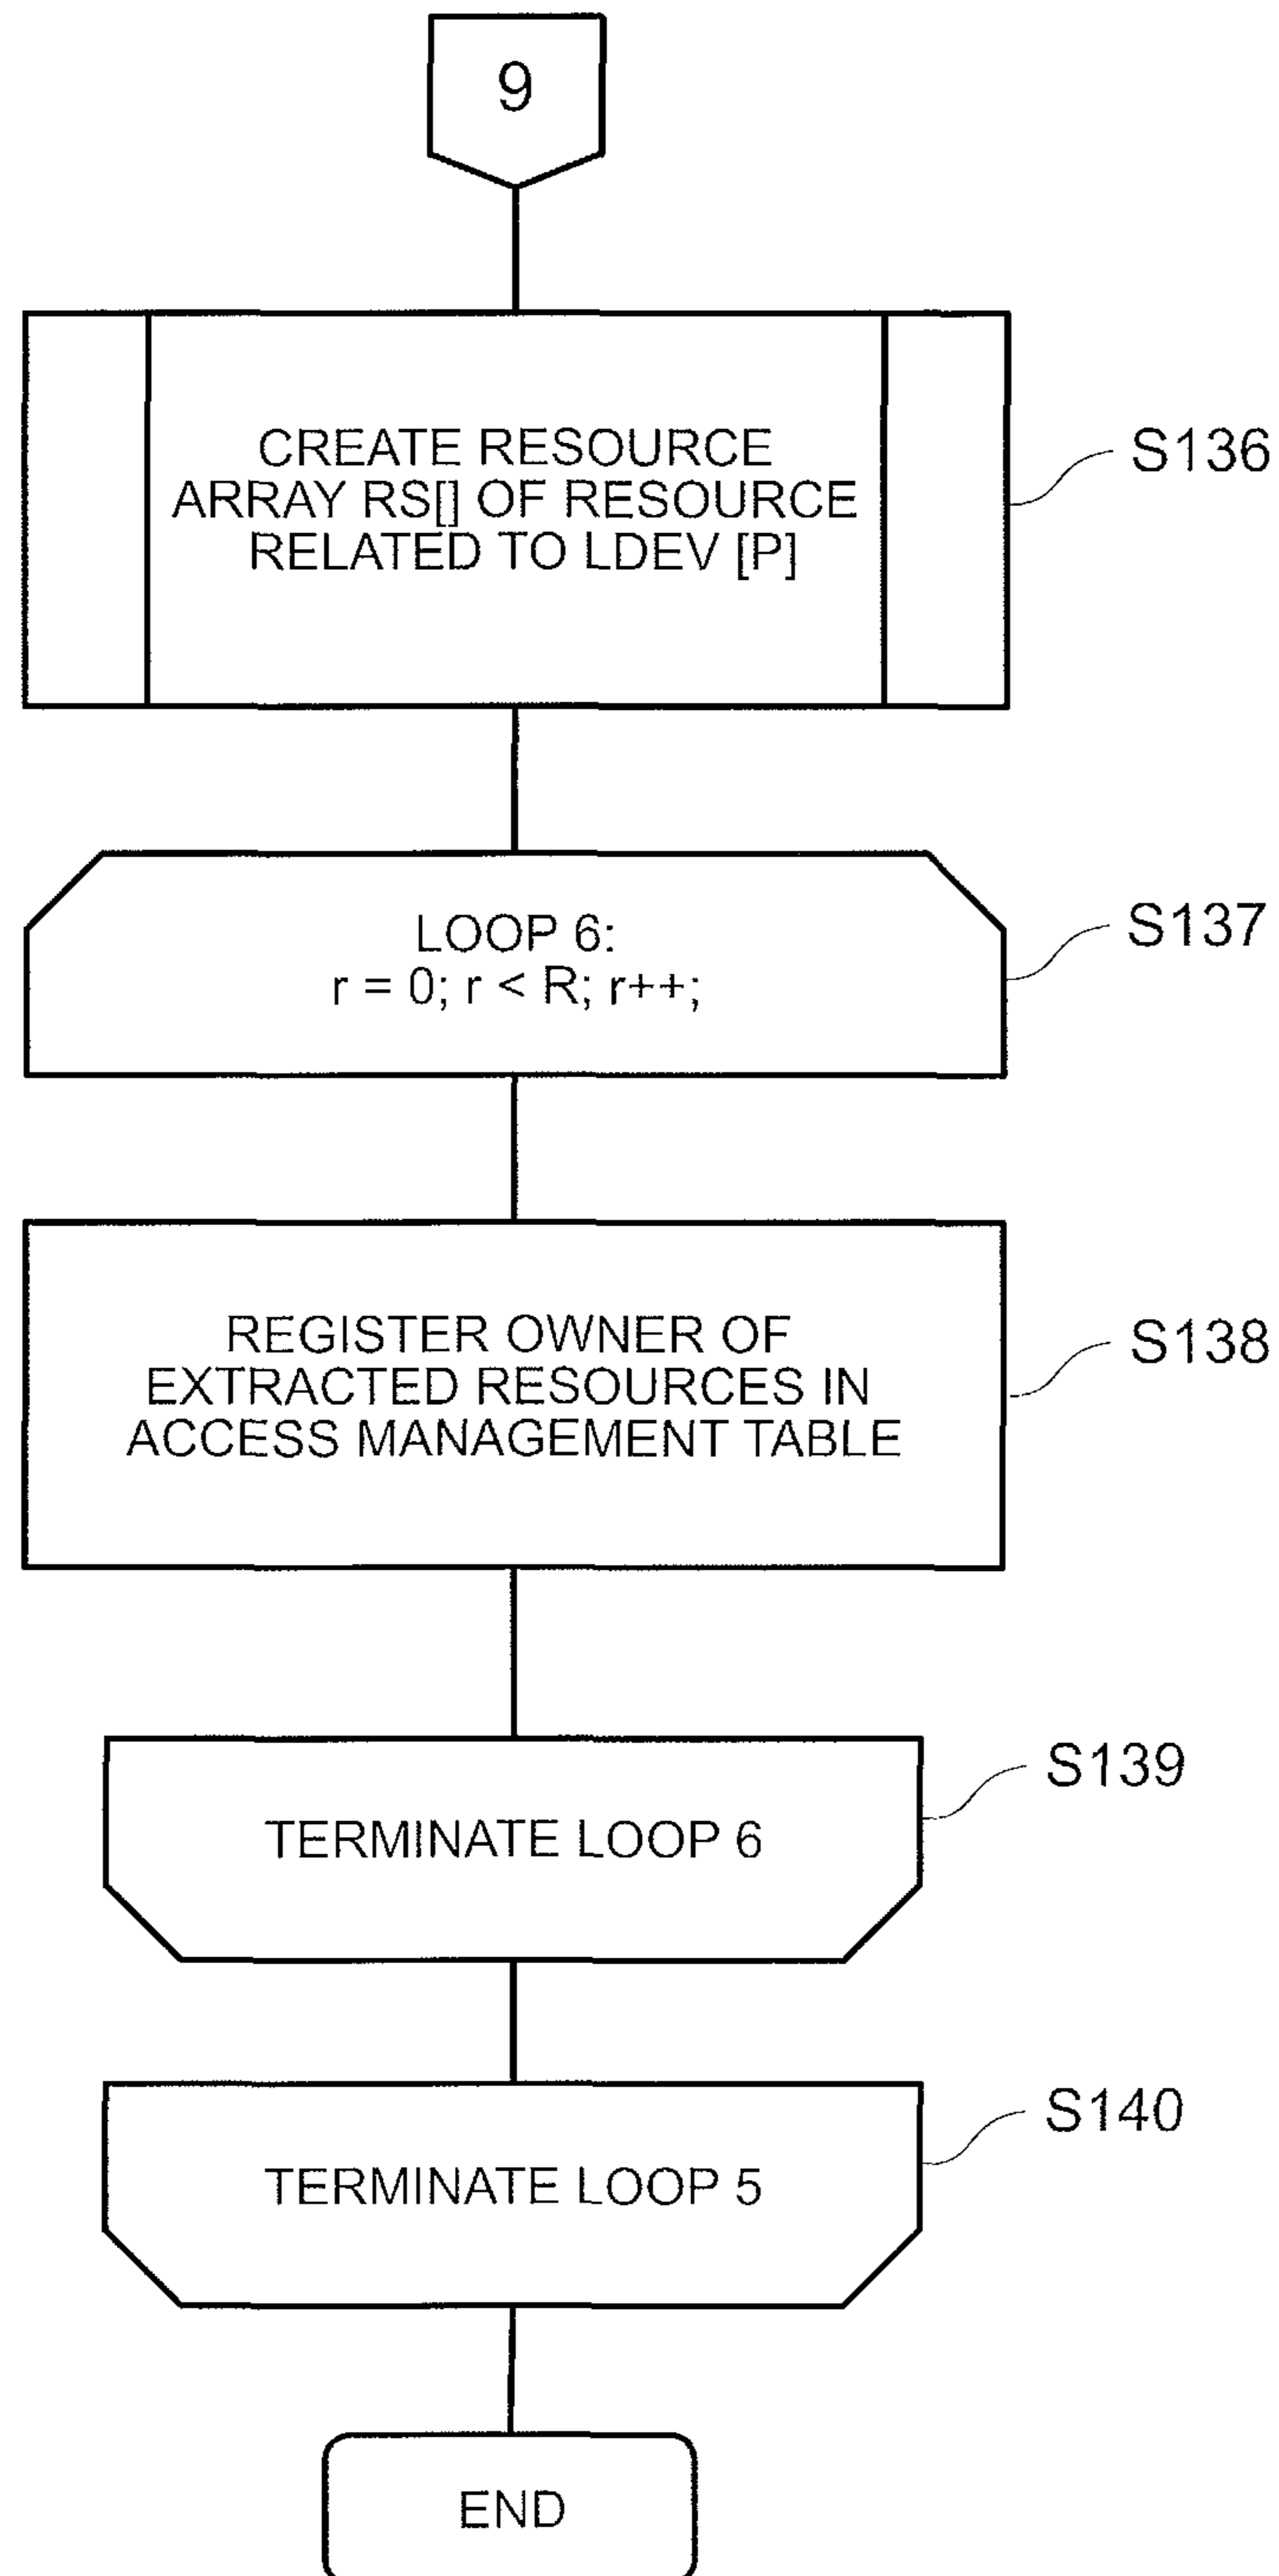 9
CREATE RESOURCE
ARRAY RS[] OF RESOURCE
RELATED TO LDEV [P]
S136
LOOP 6:
r = 0; r < R; r++;
S137
REGISTER OWNER OF
EXTRACTED RESOURCES IN
ACCESS MANAGEMENT TABLE
S138
TERMINATE LOOP 6
S139
TERMINATE LOOP 5
S140
END